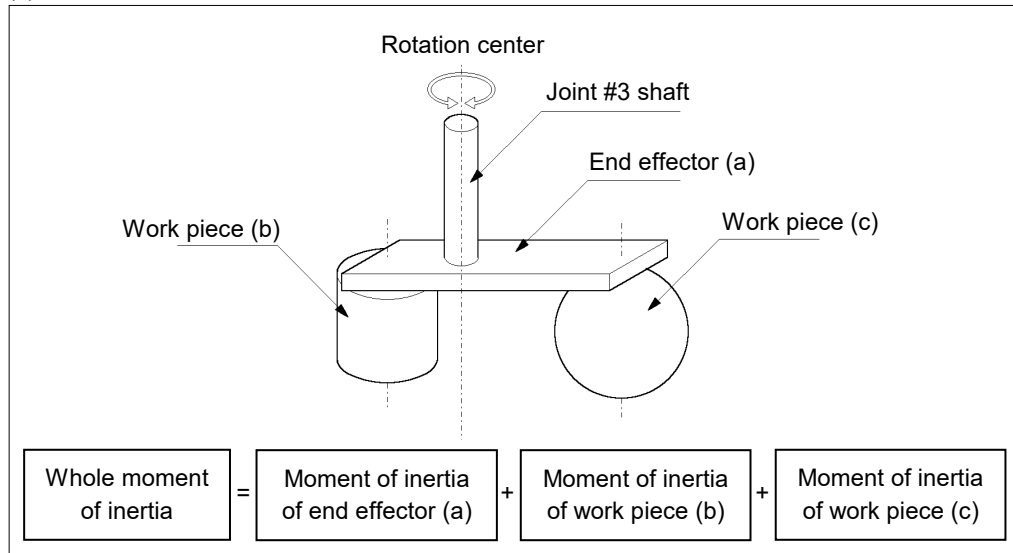 Rotation center
Joint #3 shaft
End effector (a)
Work piece (b)
Work piece (c)
Whole moment
of inertia
=
Moment of inertia
of end effector (a)
+
Moment of inertia
of work piece (b)
+
Moment of inertia
of work piece (c)